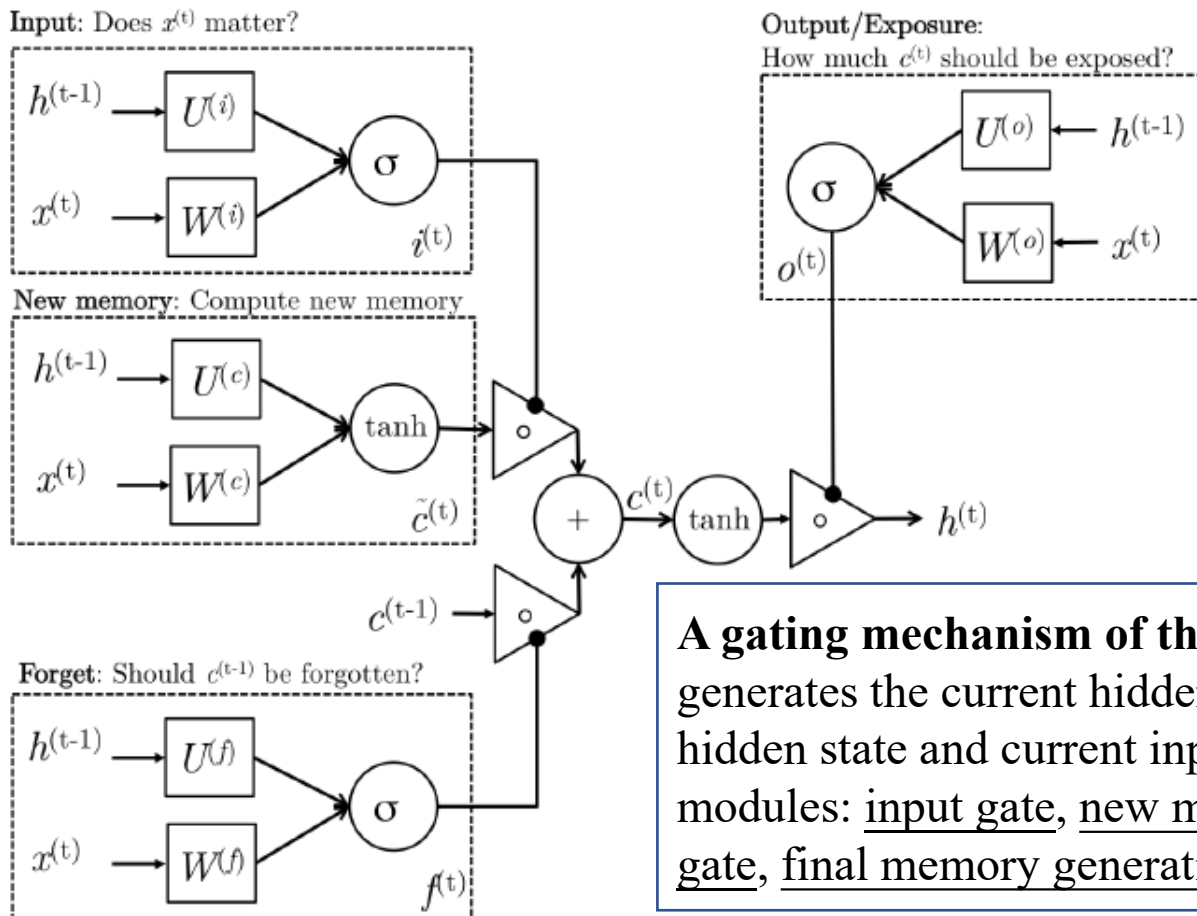 Input: Does x^(t) matter?
h^(t-1)
U^(i)
σ
x^(t)
W^(i)
i^(t)
New memory: Compute new memory
h^(t-1)
U^(c)
tanh
x^(t)
W^(c)
c̃^(t)
Output/Exposure:
How much c^(t) should be exposed?
U^(o)
h^(t-1)
σ
W^(o)
x^(t)
o^(t)
∘
+
c^(t)
tanh
∘
h^(t)
c^(t-1)
∘
Forget: Should c^(t-1) be forgotten?
h^(t-1)
U^(f)
σ
x^(t)
W^(f)
f^(t)
A gating mechanism of th
generates the current hidde
hidden state and current inp
modules: input gate, new m
gate, final memory generati